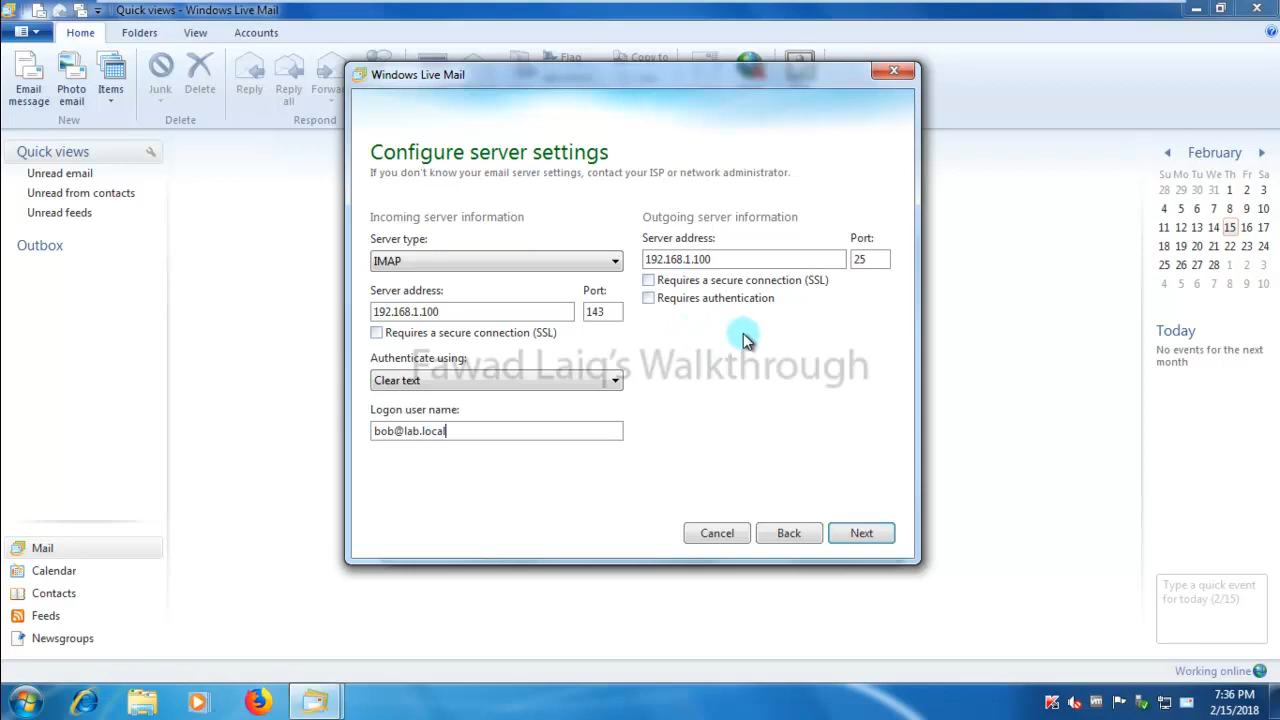 Quick views - Windows Live Mail
Home
Folders
View
Accounts
Email message
Photo email
Items
Junk
Delete
Reply
Reply all
Flag
Copy to
New
Delete
Respond
Quick views
Unread email
Unread from contacts
Unread feeds
Outbox
Mail
Calendar
Contacts
Feeds
Newsgroups
Windows Live Mail
Configure server settings
If you don't know your email server settings, contact your ISP or network administrator.
Incoming server information
Server type:
IMAP
Server address:
Port:
192.168.1.100
143
Requires a secure connection (SSL)
Authenticate using:
Clear text
Logon user name:
bob@lab.local
Outgoing server information
Server address:
Port:
192.168.1.100
25
Requires a secure connection (SSL)
Requires authentication
Fawad Laiq's Walkthrough
Cancel
Back
Next
February
Su Mo Tu We Th Fr Sa
28 29 30 31 1 2 3
4 5 6 7 8 9 10
11 12 13 14 15 16 17
18 19 20 21 22 23 24
25 26 27 28 1 2 3
4 5 6 7 8 9 10
Today
No events for the next
month
Type a quick event
for today (2/15)
Working online
7:36 PM
2/15/2018